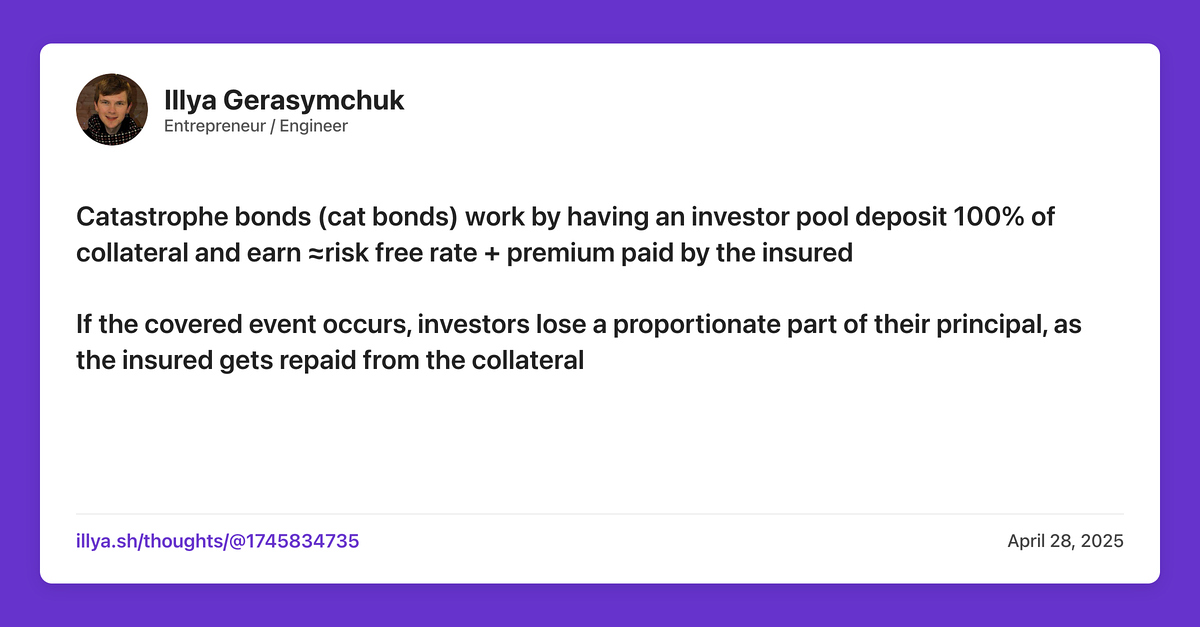 Illya Gerasymchuk
Entrepreneur / Engineer
Catastrophe bonds (cat bonds) work by having an investor pool deposit 100% of
collateral and earn ≈risk free rate + premium paid by the insured
If the covered event occurs, investors lose a proportionate part of their principal, as
the insured gets repaid from the collateral
illya.sh/thoughts/@1745834735
April 28, 2025